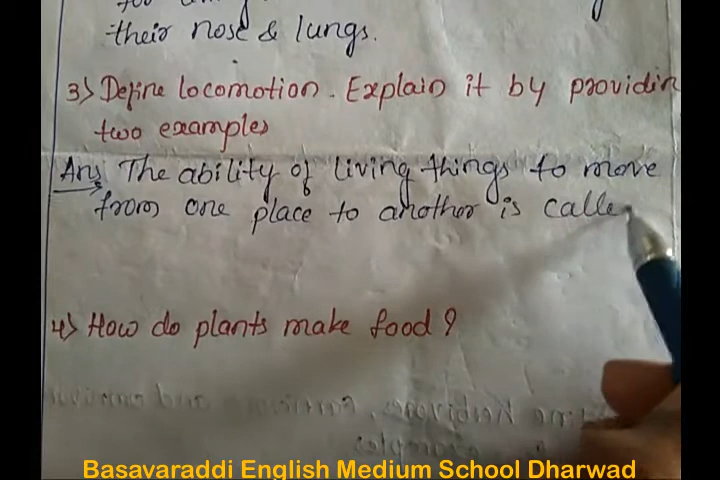 their nose & lungs.
3) Define locomotion. Explain it by providin
two examples
Ans The ability of living things to move
from one place to another is calle
4) How do plants make food?
Basavaraddi English Medium School Dharwad